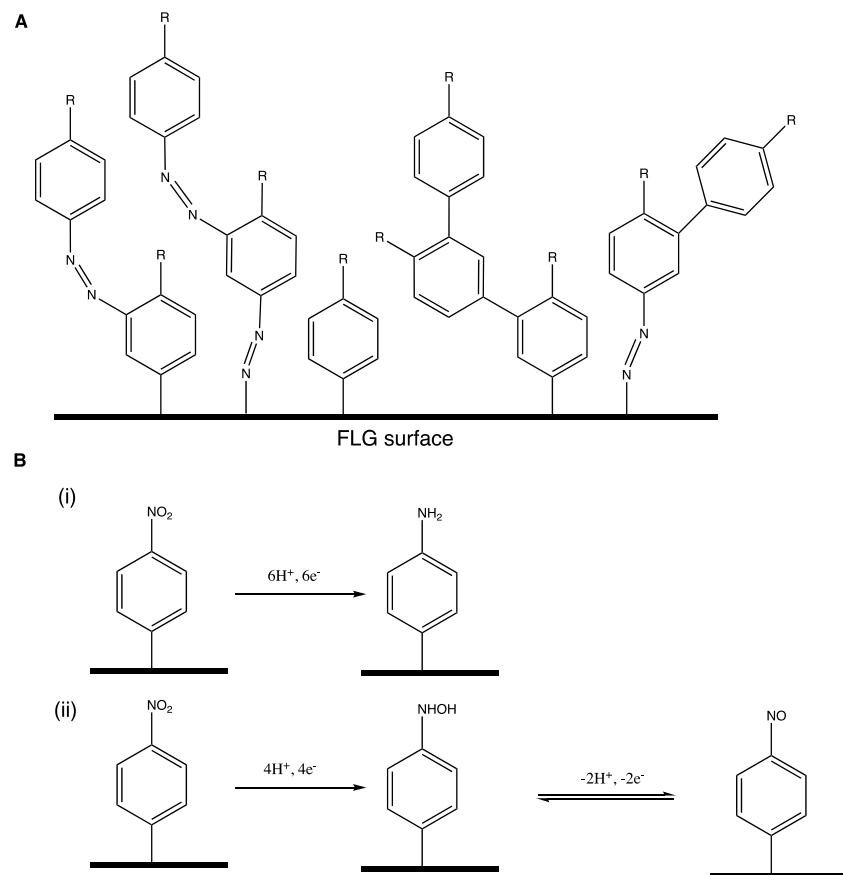 A
R
R
R
R
R
R
N
N
R
R
R
N
N
R
R
N
N
N
N
N
N
FLG surface
B
(i)
NO2
NH2
6H+, 6e-
(ii)
NO2
NHOH
NO
4H+, 4e-
-2H+, -2e-